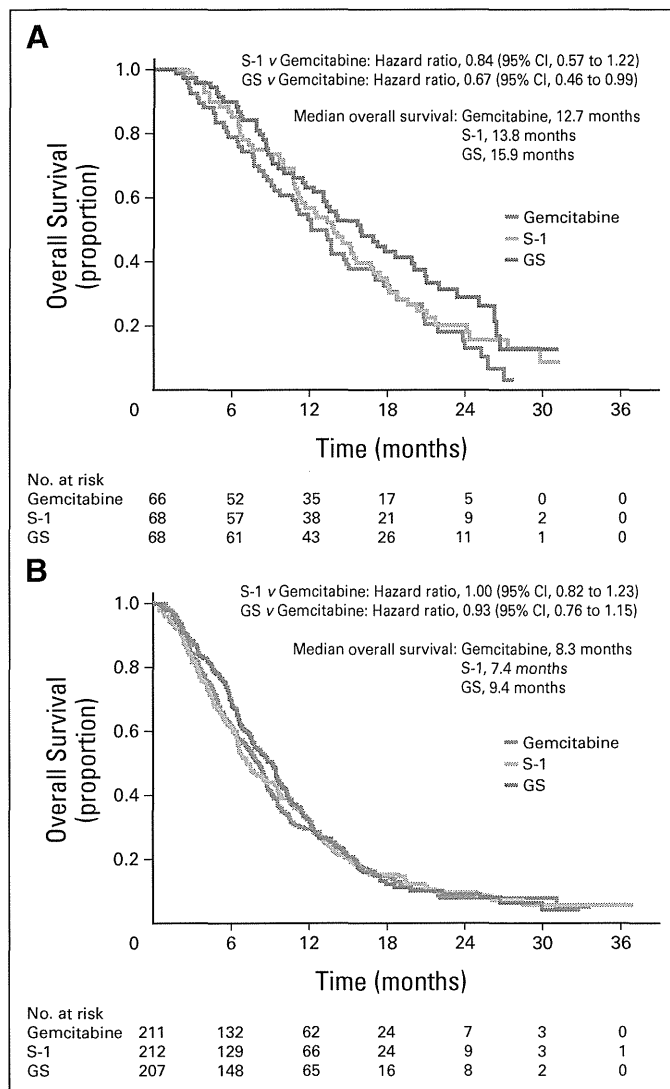 A
S-1 v Gemcitabine: Hazard ratio, 0.84 (95% CI, 0.57 to 1.22)
GS v Gemcitabine: Hazard ratio, 0.67 (95% CI, 0.46 to 0.99)
Median overall survival: Gemcitabine, 12.7 months
S-1, 13.8 months
GS, 15.9 months
Gemcitabine
S-1
GS
Overall Survival
(proportion)
1.0
0.8
0.6
0.4
0.2
0 6 12 18 24 30 36
Time (months)
No. at risk
Gemcitabine 66 52 35 17 5 0 0
S-1 68 57 38 21 9 2 0
GS 68 61 43 26 11 1 0
B
S-1 v Gemcitabine: Hazard ratio, 1.00 (95% CI, 0.82 to 1.23)
GS v Gemcitabine: Hazard ratio, 0.93 (95% CI, 0.76 to 1.15)
Median overall survival: Gemcitabine, 8.3 months
S-1, 7.4 months
GS, 9.4 months
Gemcitabine
S-1
GS
Overall Survival
(proportion)
1.0
0.8
0.6
0.4
0.2
0 6 12 18 24 30 36
Time (months)
No. at risk
Gemcitabine 211 132 62 24 7 3 0
S-1 212 129 66 24 9 3 1
GS 207 148 65 16 8 2 0